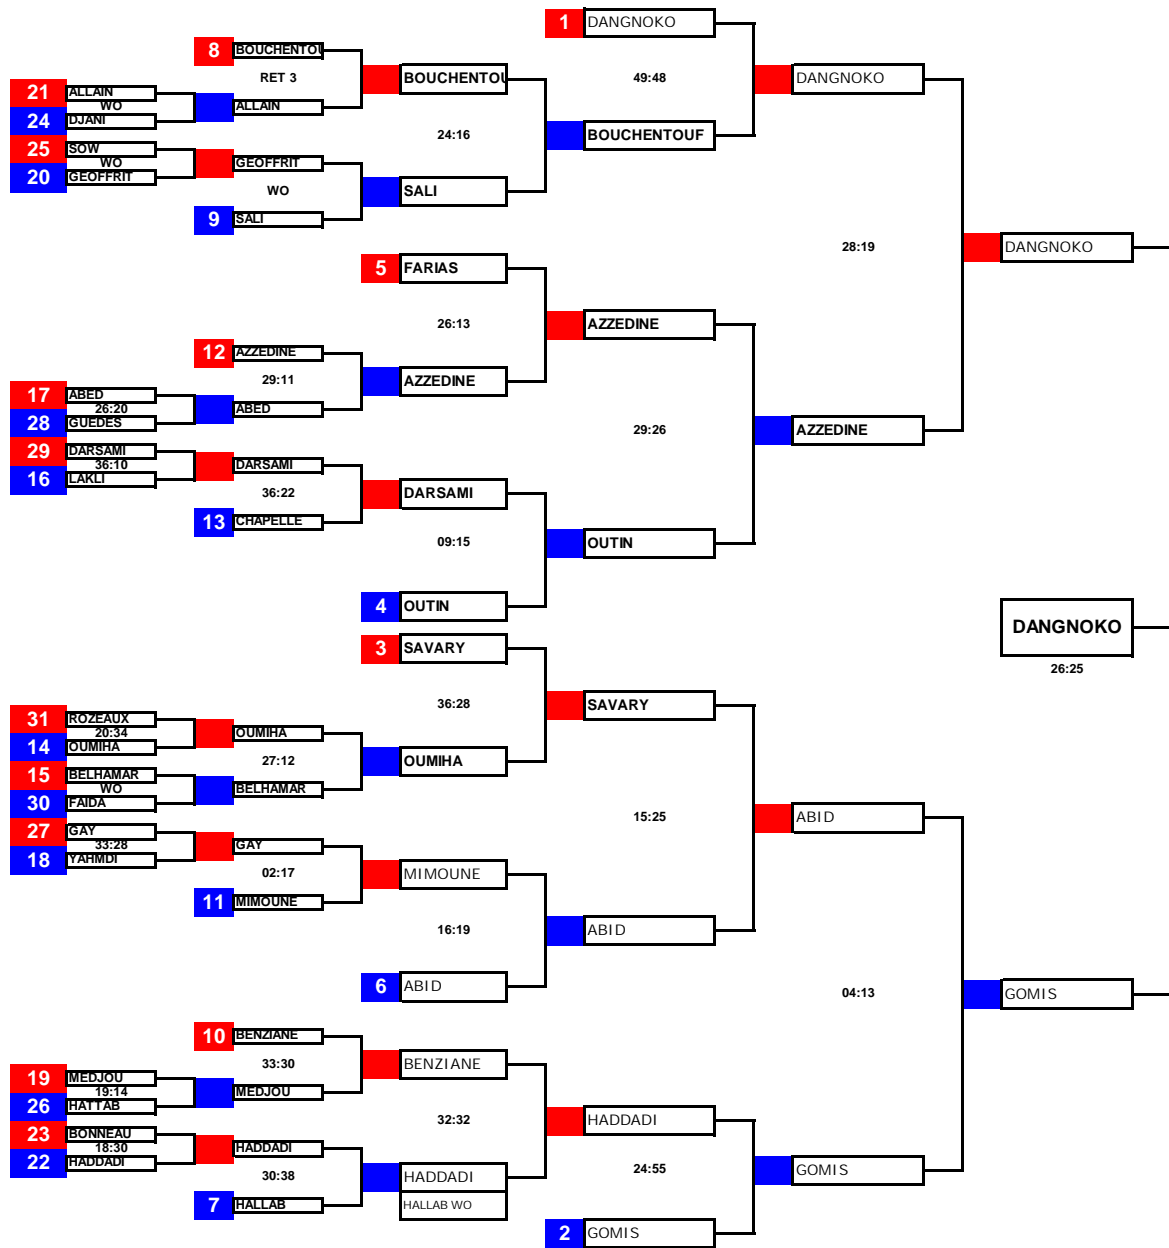 1 DANGNOKO
8 BOUCHENTOU
RET 3
BOUCHENTOU
49:48
DANGNOKO
21 ALLAIN
WO
ALLAIN
24 DJANI
24:16
BOUCHENTOUF
25 SOW
WO
GEOFFRIT
20 GEOFFRIT
WO
SALI
9 SALI
28:19
DANGNOKO
5 FARIAS
26:13
AZZEDINE
12 AZZEDINE
29:11
AZZEDINE
17 ABED
26:20
ABED
28 GUEDES
29:26
AZZEDINE
29 DARSAMI
36:10
DARSAMI
16 LAKLI
36:22
DARSAMI
13 CHAPELLE
09:15
OUTIN
4 OUTIN
DANGNOKO
26:25
3 SAVARY
36:28
SAVARY
31 ROZEAUX
20:34
OUMIHA
14 OUMIHA
27:12
OUMIHA
15 BELHAMAR
WO
BELHAMAR
30 FAIDA
15:25
ABID
27 GAY
33:28
GAY
18 YAHMDI
02:17
MIMOUNE
11 MIMOUNE
16:19
ABID
6 ABID
04:13
GOMIS
10 BENZIANE
33:30
BENZIANE
19 MEDJOU
19:14
MEDJOU
26 HATTAB
32:32
HADDADI
23 BONNEAU
18:30
HADDADI
22 HADDADI
30:38
HADDADI
24:55
GOMIS
7 HALLAB
HALLAB WO
2 GOMIS